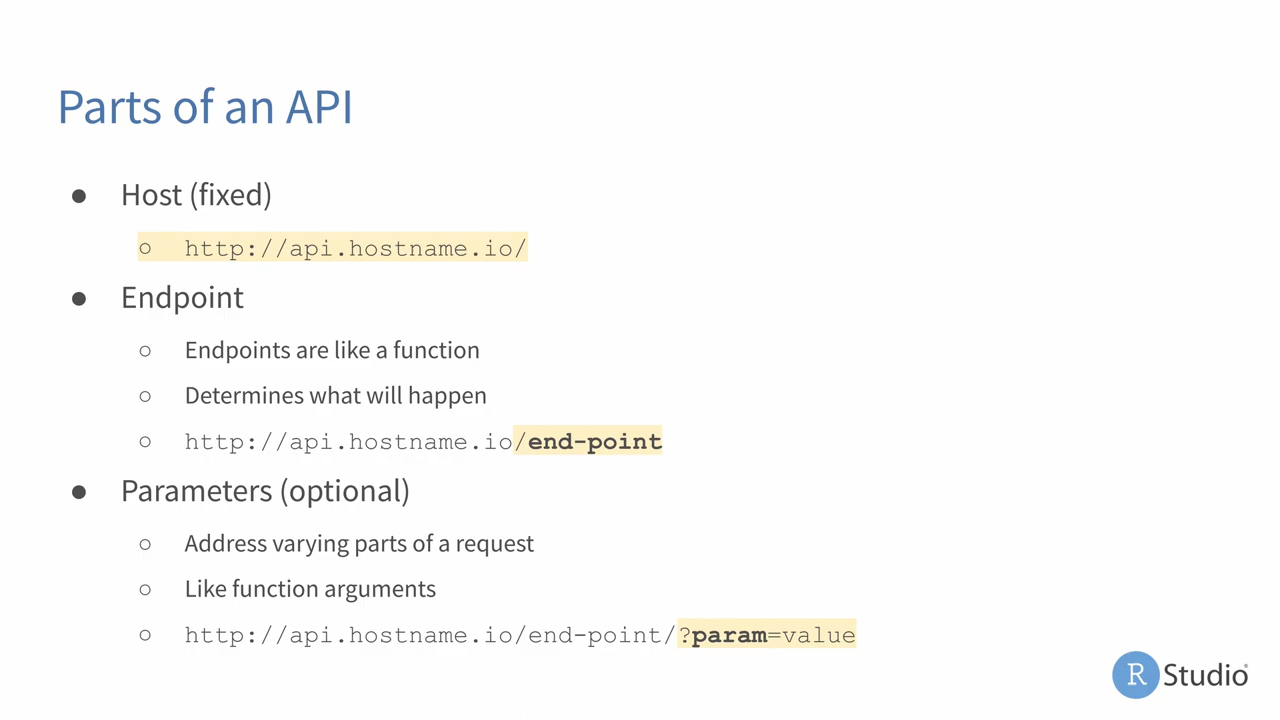 Parts of an API
● Host (fixed)
○ http://api.hostname.io/
● Endpoint
○ Endpoints are like a function
○ Determines what will happen
○ http://api.hostname.io/end-point
● Parameters (optional)
○ Address varying parts of a request
○ Like function arguments
○ http://api.hostname.io/end-point/?param=value
R Studio®